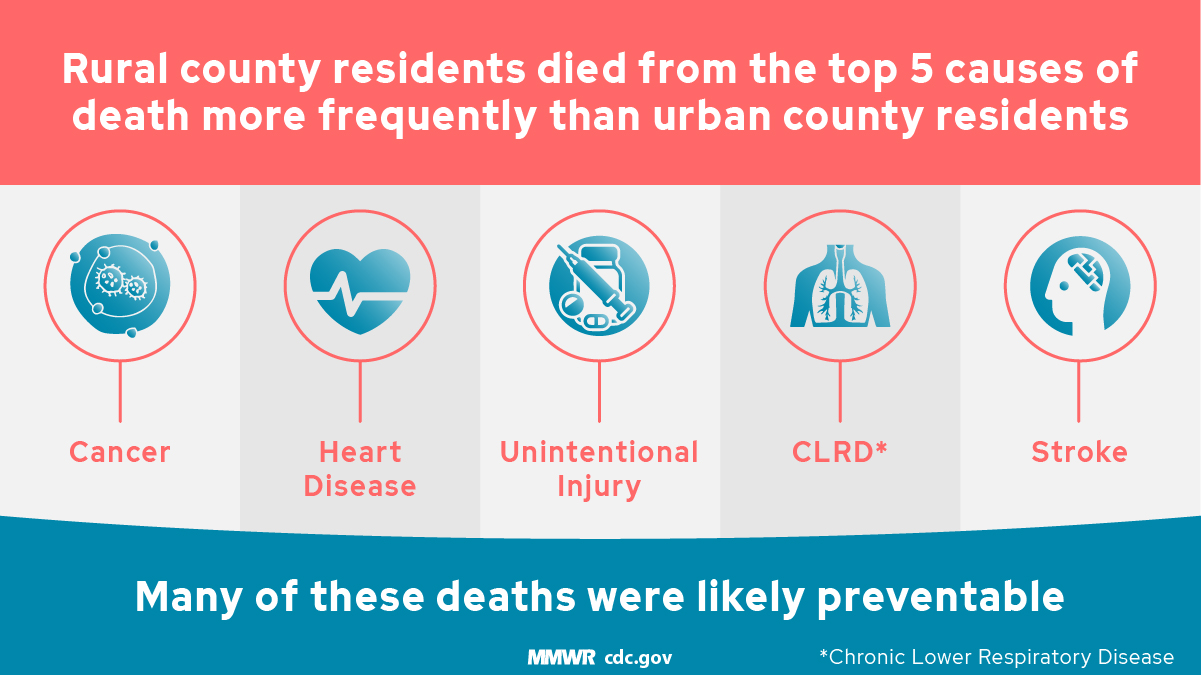 Rural county residents died from the top 5 causes of
death more frequently than urban county residents
Cancer
Heart
Disease
Unintentional
Injury
CLRD*
Stroke
Many of these deaths were likely preventable
MMWR cdc.gov
*Chronic Lower Respiratory Disease